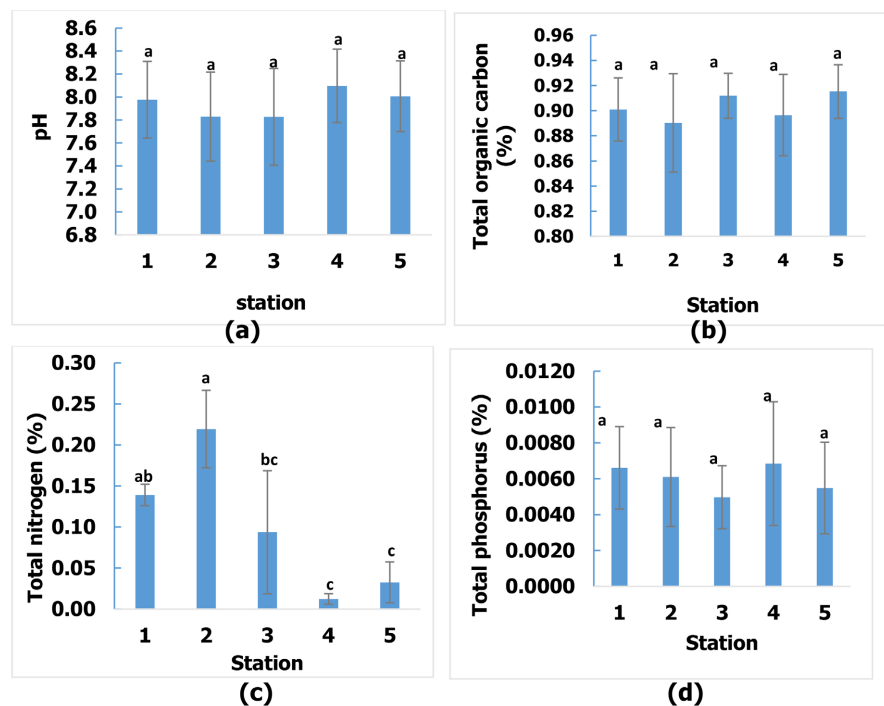 8.6
8.4
8.2
8.0
7.8
7.6
7.4
7.2
7.0
6.8
pH
a a a a a
1 2 3 4 5
station
(a)
0.96
0.94
0.92
0.90
0.88
0.86
0.84
0.82
0.80
Total organic carbon
(%)
a a a a a
1 2 3 4 5
Station
(b)
0.30
0.25
0.20
0.15
0.10
0.05
0.00
Total nitrogen (%)
ab a bc c c
1 2 3 4 5
Station
(c)
0.0120
0.0100
0.0080
0.0060
0.0040
0.0020
0.0000
Total phosphorus (%)
a a a a a
1 2 3 4 5
Station
(d)